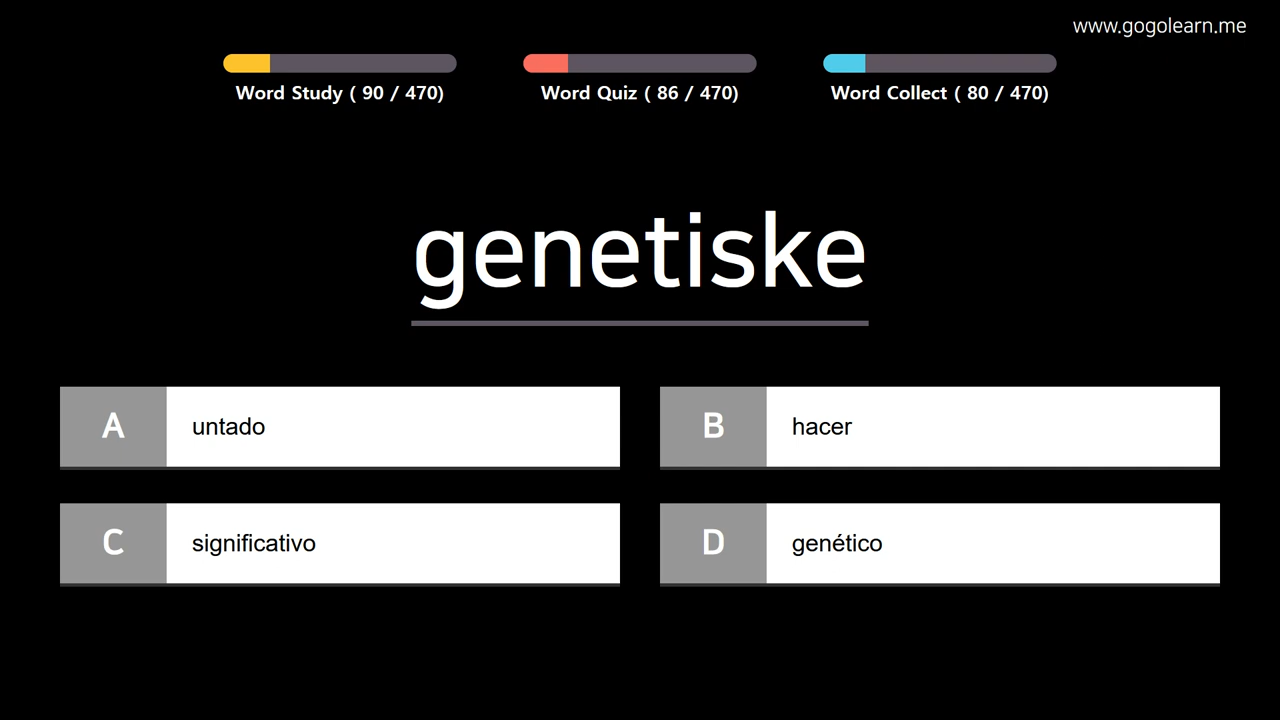 www.gogolearn.me
Word Study ( 90 / 470)
Word Quiz ( 86 / 470)
Word Collect ( 80 / 470)
genetiske
A
untado
B
hacer
C
significativo
D
genético